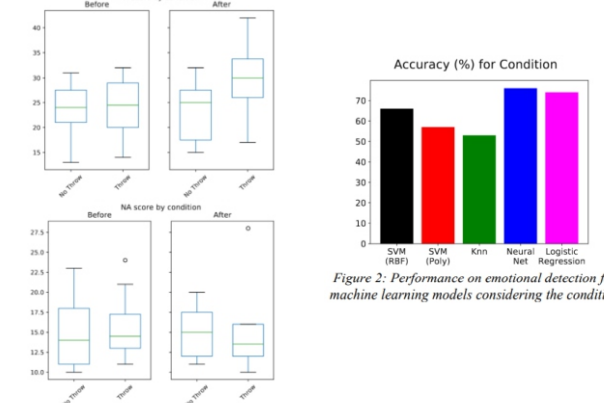 Before After
40
35
30
25
20
15
No Throw Throw No Throw Throw
NA score by condition
Before After
27.5
25.0
22.5
20.0
17.5
15.0
12.5
10.0
No Throw Throw No Throw Throw
Accuracy (%) for Condition
70
60
50
40
30
20
10
0
SVM (RBF) SVM (Poly) Knn Neural Net Logistic Regression
Figure 2: Performance on emotional detection
machine learning models considering the